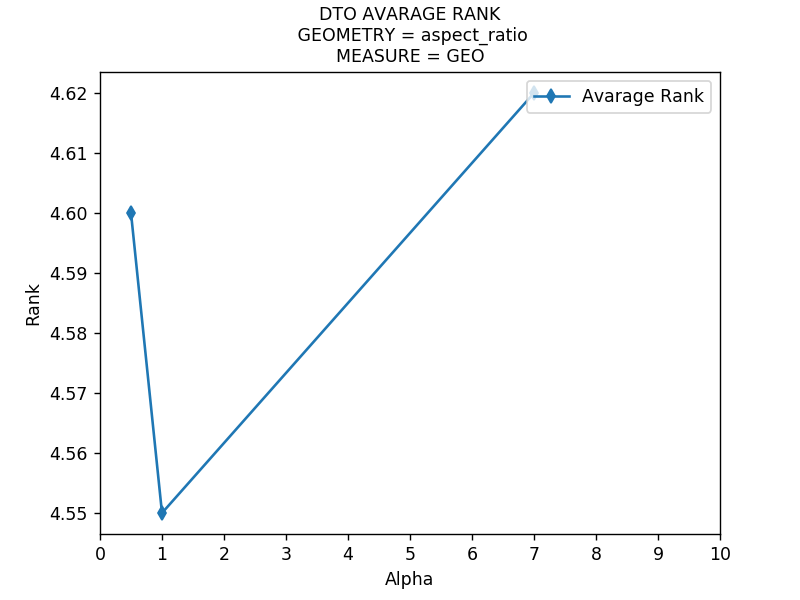 DTO AVARAGE RANK
GEOMETRY = aspect_ratio
MEASURE = GEO
Avarage Rank
4.62
4.61
4.60
4.59
4.58
4.57
4.56
4.55
Rank
0 1 2 3 4 5 6 7 8 9 10
Alpha